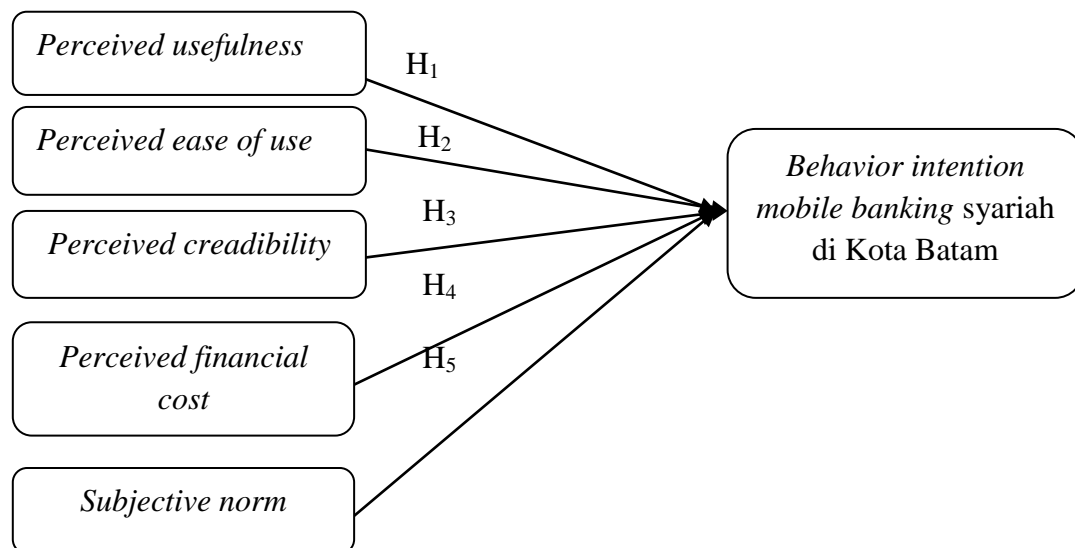 Perceived usefulness
H₁
Perceived ease of use
H₂
Perceived creadibility
H₃
H₄
Perceived financial
cost
H₅
Subjective norm
Behavior intention
mobile banking syariah
di Kota Batam